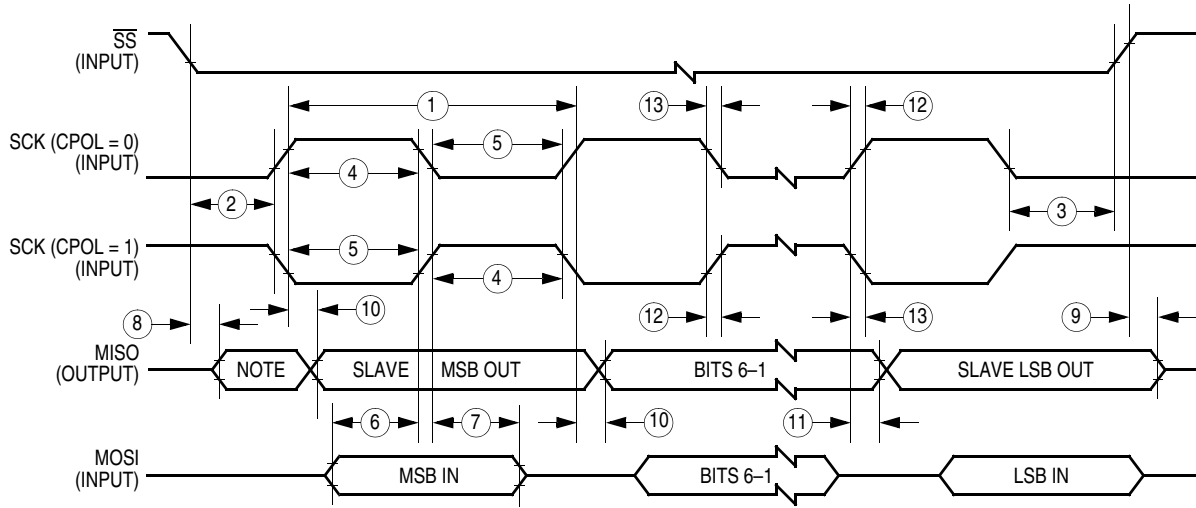 SS
(INPUT)
1
13
12
SCK (CPOL = 0)
(INPUT)
5
4
2
3
SCK (CPOL = 1)
(INPUT)
5
4
10
12
13
8
9
MISO
(OUTPUT)
NOTE
SLAVE MSB OUT
BITS 6–1
SLAVE LSB OUT
6
7
10
11
MOSI
(INPUT)
MSB IN
BITS 6–1
LSB IN